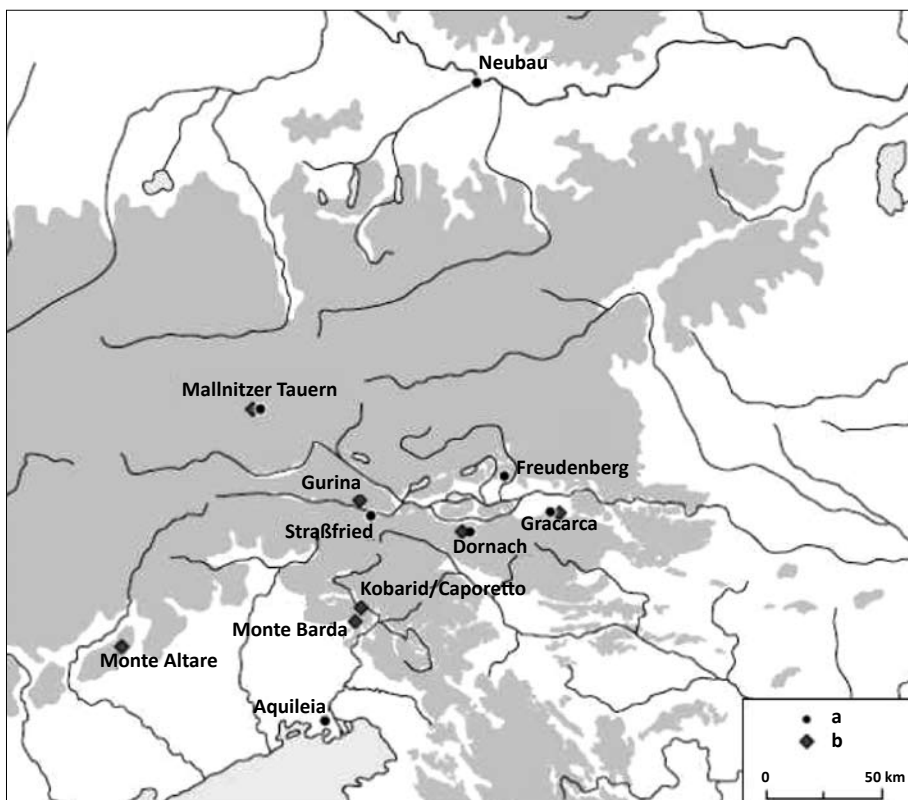 Neubau
Mallnitzer Tauern
Freudenberg
Gurina
Straßfried
Gracarca
Dornach
Kobarid/Caporetto
Monte Barda
Monte Altare
Aquileia
a
b
0 50 km